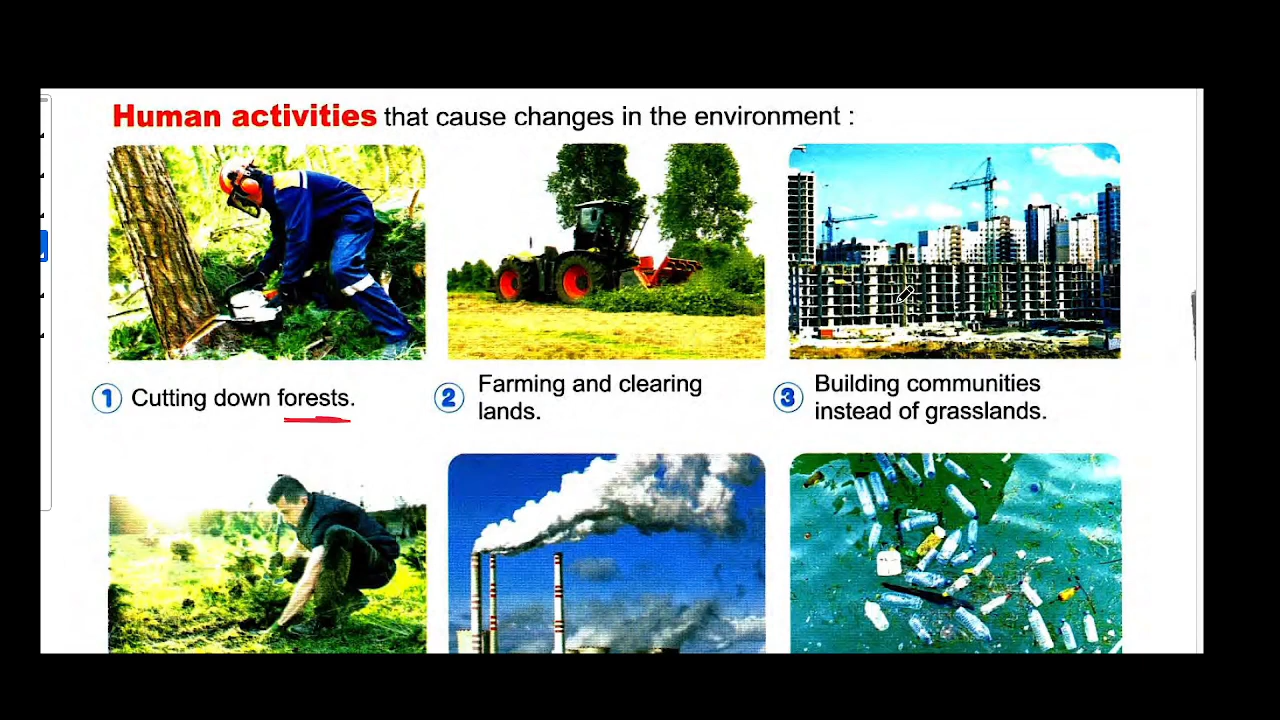 Human activities that cause changes in the environment :
1 Cutting down forests.
2 Farming and clearing
lands.
3 Building communities
instead of grasslands.